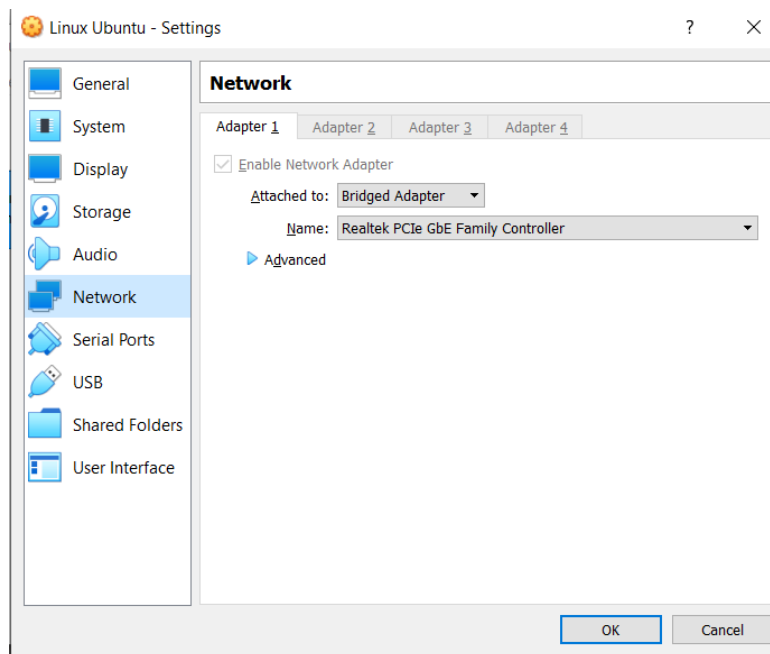 Linux Ubuntu - Settings ? ×
General
System
Display
Storage
Audio
Network
Serial Ports
USB
Shared Folders
User Interface
Network
Adapter 1 Adapter 2 Adapter 3 Adapter 4
Enable Network Adapter
Attached to: Bridged Adapter
Name: Realtek PCIe GbE Family Controller
Advanced
OK Cancel